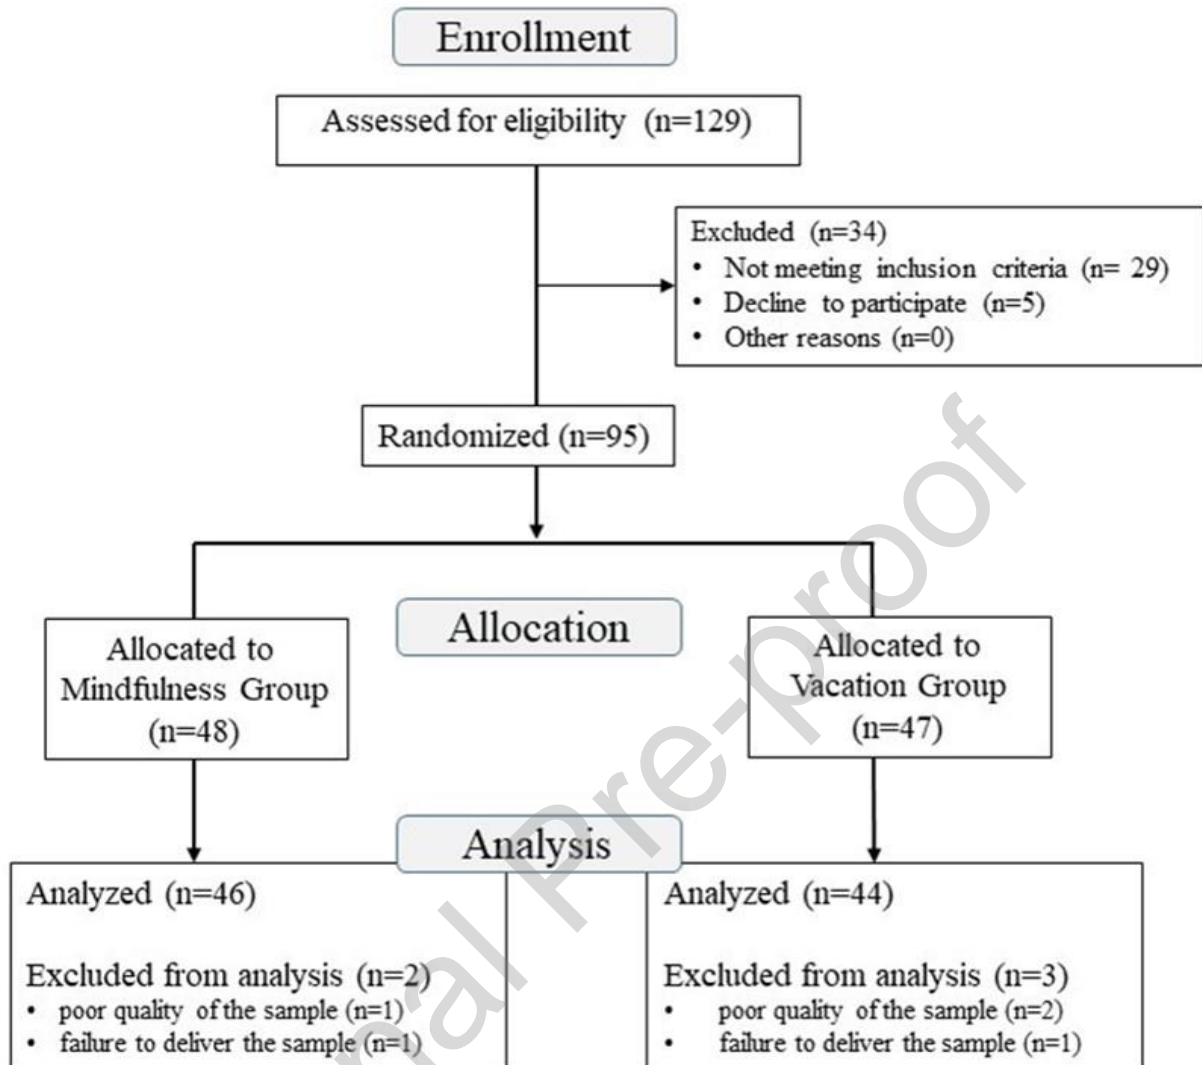 Enrollment
Assessed for eligibility (n=129)
Excluded (n=34)
• Not meeting inclusion criteria (n= 29)
• Decline to participate (n=5)
• Other reasons (n=0)
Randomized (n=95)
Allocation
Allocated to
Mindfulness Group
(n=48)
Allocated to
Vacation Group
(n=47)
Analysis
Analyzed (n=46)
Excluded from analysis (n=2)
• poor quality of the sample (n=1)
• failure to deliver the sample (n=1)
Analyzed (n=44)
Excluded from analysis (n=3)
• poor quality of the sample (n=2)
• failure to deliver the sample (n=1)
nal Pre-proof